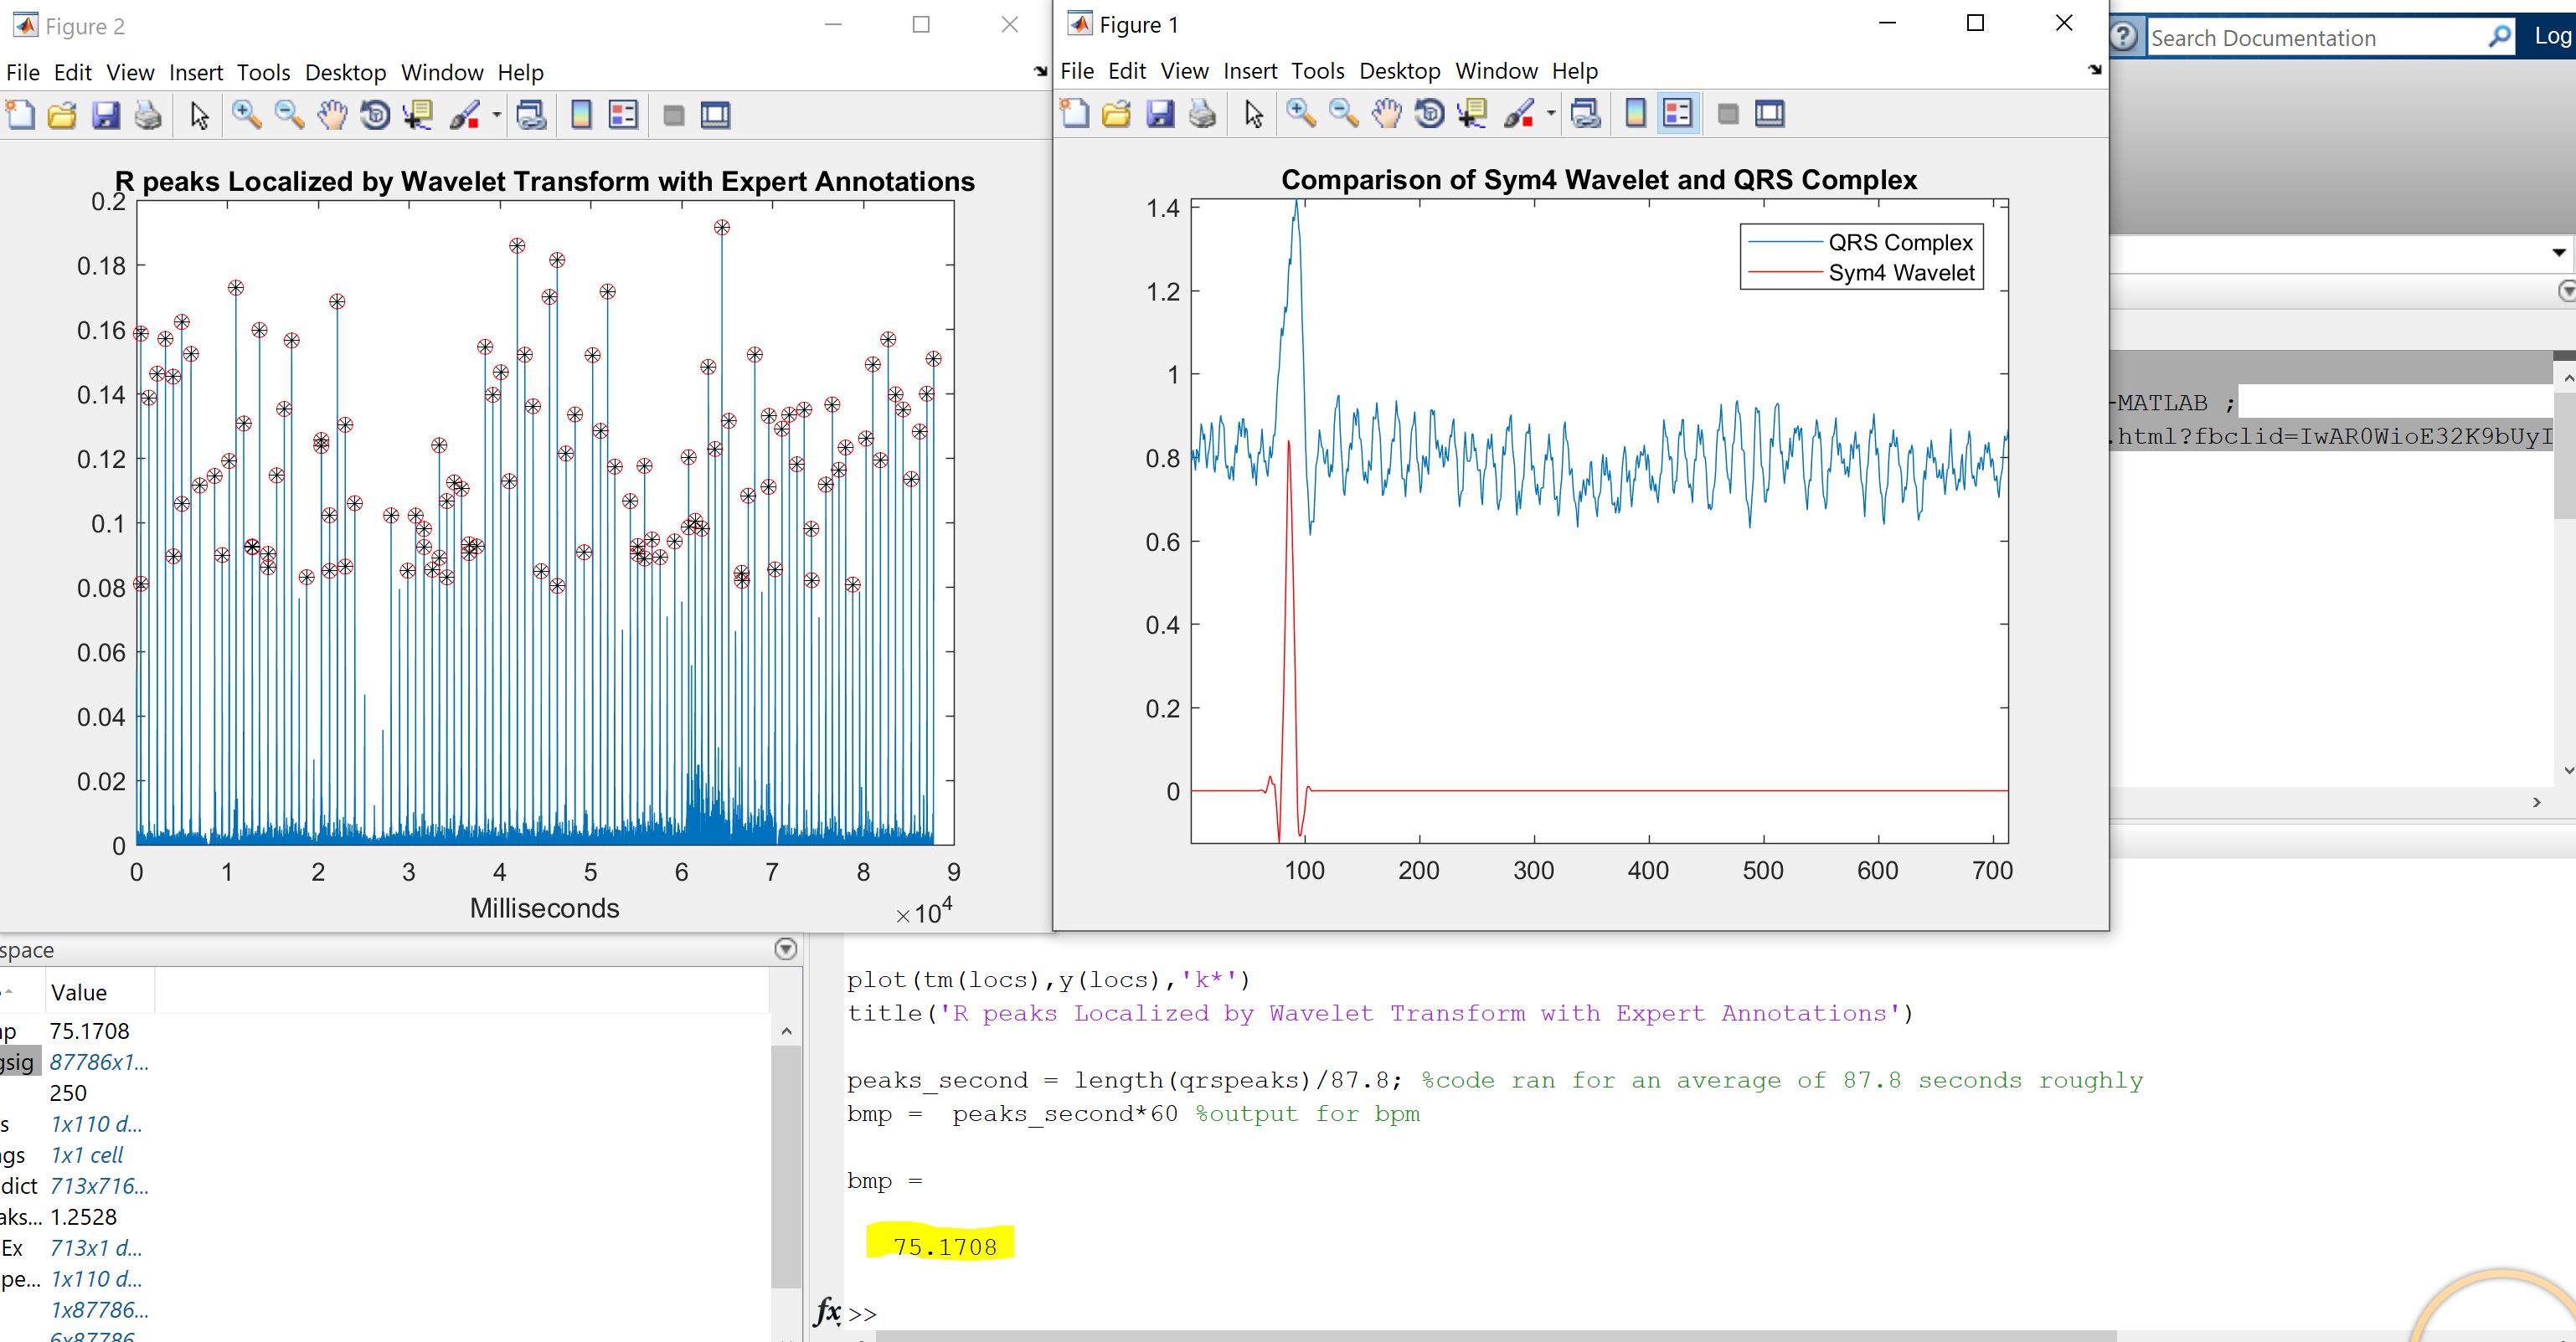 Figure 2
File Edit View Insert Tools Desktop Window Help
R peaks Localized by Wavelet Transform with Expert Annotations
0.2
0.18
0.16
0.14
0.12
0.1
0.08
0.06
0.04
0.02
0
0 1 2 3 4 5 6 7 8 9
Milliseconds
×10^4
Figure 1
File Edit View Insert Tools Desktop Window Help
Comparison of Sym4 Wavelet and QRS Complex
QRS Complex
Sym4 Wavelet
1.4
1.2
1
0.8
0.6
0.4
0.2
0
100 200 300 400 500 600 700
Search Documentation
Log
-MATLAB ;
.html?fbclid=IwAR0WioE32K9bUyI
space
Value
np 75.1708
gsig 87786x1...
250
s 1x110 d...
ngs 1x1 cell
dict 713x716...
aks... 1.2528
Ex 713x1 d...
spe... 1x110 d...
1x87786...
6x87786
plot(tm(locs),y(locs),'k*')
title('R peaks Localized by Wavelet Transform with Expert Annotations')
peaks_second = length(qrspeaks)/87.8; %code ran for an average of 87.8 seconds roughly
bmp =  peaks_second*60 %output for bpm
bmp =
75.1708
fx >>